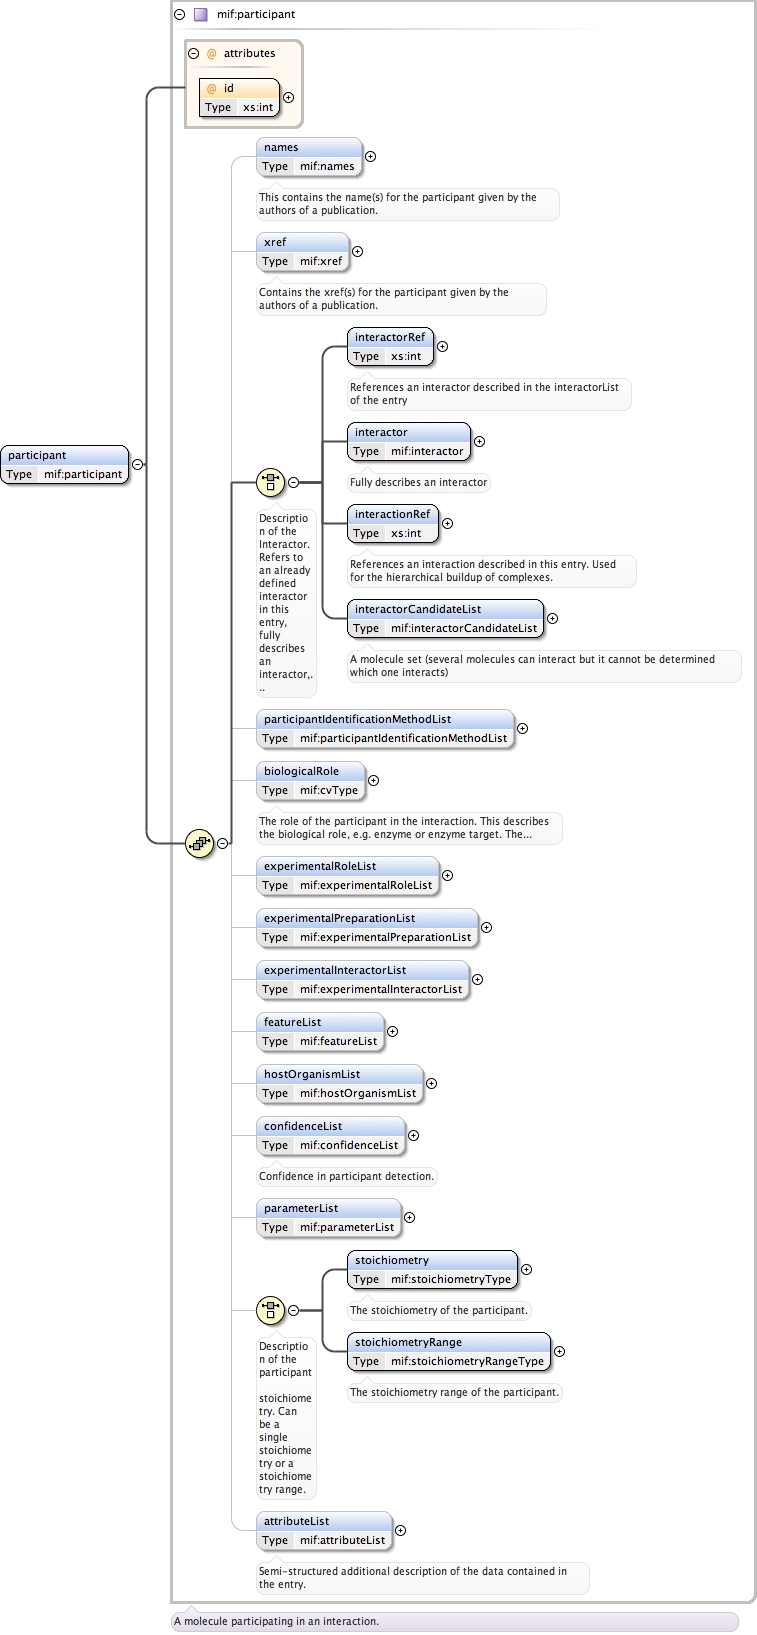 mif:participant
@ attributes
@ id
Type xs:int
names
Type mif:names
This contains the name(s) for the participant given by the
authors of a publication.
xref
Type mif:xref
Contains the xref(s) for the participant given by the
authors of a publication.
interactorRef
Type xs:int
References an interactor described in the interactorList
of the entry
interactor
Type mif:interactor
Fully describes an interactor
participant
Type mif:participant
interactionRef
Type xs:int
References an interaction described in this entry. Used
for the hierarchical buildup of complexes.
interactorCandidateList
Type mif:interactorCandidateList
A molecule set (several molecules can interact but it cannot be determined
which one interacts)
Descriptio
n of the
Interactor.
Refers to
an already
defined
interactor
in this
entry,
fully
describes
an
interactor,.
..
participantIdentificationMethodList
Type mif:participantIdentificationMethodList
biologicalRole
Type mif:cvType
The role of the participant in the interaction. This describes
the biological role, e.g. enzyme or enzyme target. The...
experimentalRoleList
Type mif:experimentalRoleList
experimentalPreparationList
Type mif:experimentalPreparationList
experimentalInteractorList
Type mif:experimentalInteractorList
featureList
Type mif:featureList
hostOrganismList
Type mif:hostOrganismList
confidenceList
Type mif:confidenceList
Confidence in participant detection.
parameterList
Type mif:parameterList
stoichiometry
Type mif:stoichiometryType
The stoichiometry of the participant.
stoichiometryRange
Type mif:stoichiometryRangeType
The stoichiometry range of the participant.
Descriptio
n of the
participant
stoichiome
try. Can
be a
single
stoichiome
try or a
stoichiome
try range.
attributeList
Type mif:attributeList
Semi-structured additional description of the data contained in
the entry.
A molecule participating in an interaction.